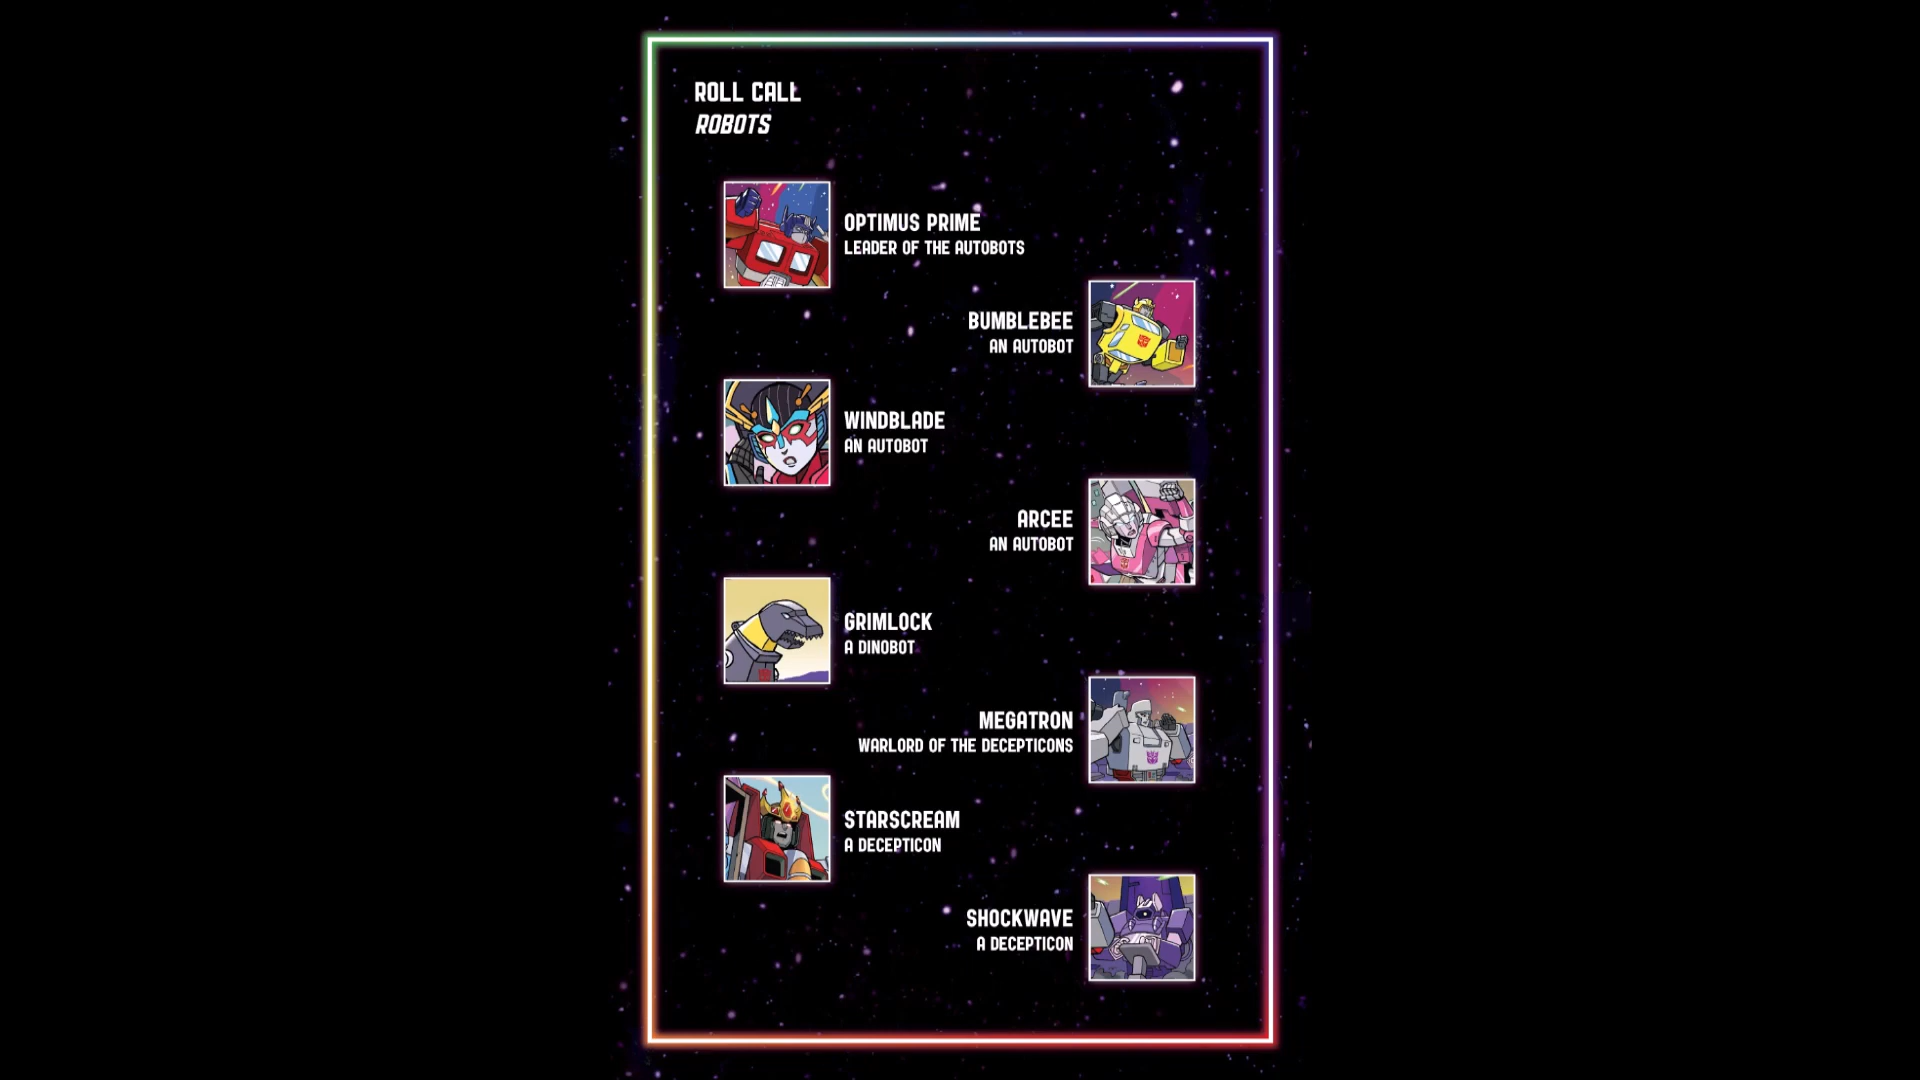 ROLL CALL
ROBOTS
OPTIMUS PRIME
LEADER OF THE AUTOBOTS
BUMBLEBEE
AN AUTOBOT
WINDBLADE
AN AUTOBOT
ARCEE
AN AUTOBOT
GRIMLOCK
A DINOBOT
MEGATRON
WARLORD OF THE DECEPTICONS
STARSCREAM
A DECEPTICON
SHOCKWAVE
A DECEPTICON